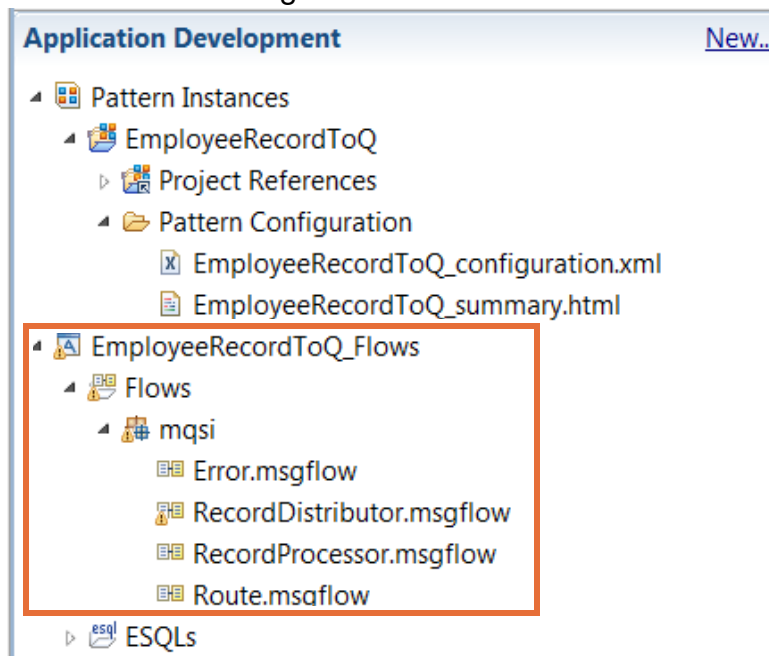 Application Development New..
Pattern Instances
EmployeeRecordToQ
Project References
Pattern Configuration
EmployeeRecordToQ_configuration.xml
EmployeeRecordToQ_summary.html
EmployeeRecordToQ_Flows
Flows
mqsi
Error.msgflow
RecordDistributor.msgflow
RecordProcessor.msgflow
Route.msgflow
esql ESQLs